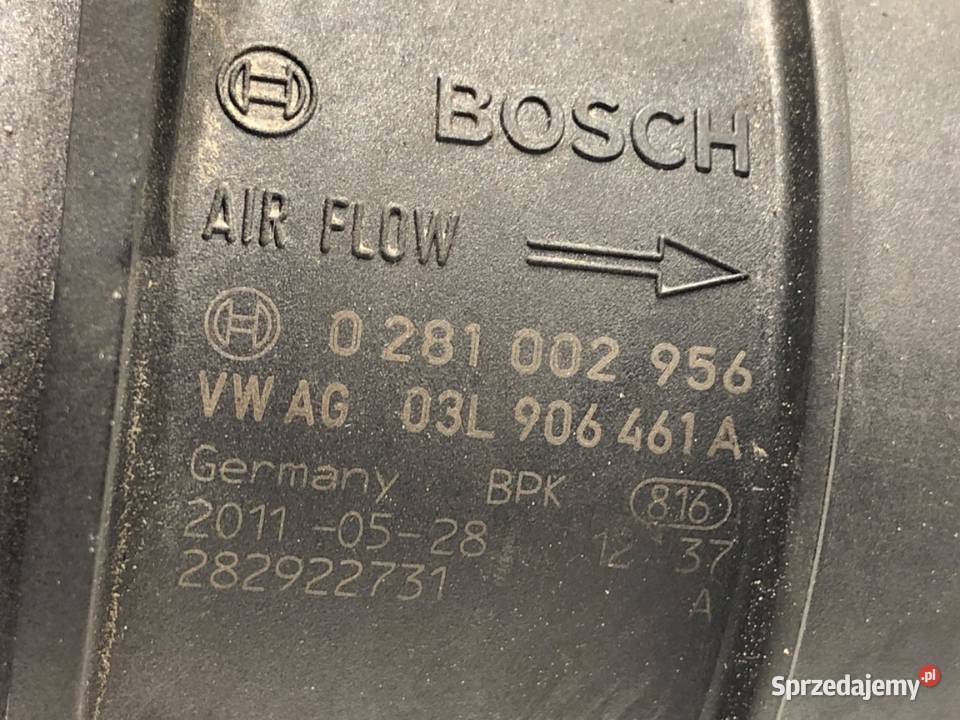 BOSCH
AIR FLOW
0 281 002 956
VW AG 03L 906 461 A
Germany BPK 816
2011-05-28 12 37
282922731 A
Sprzedajemy.pl